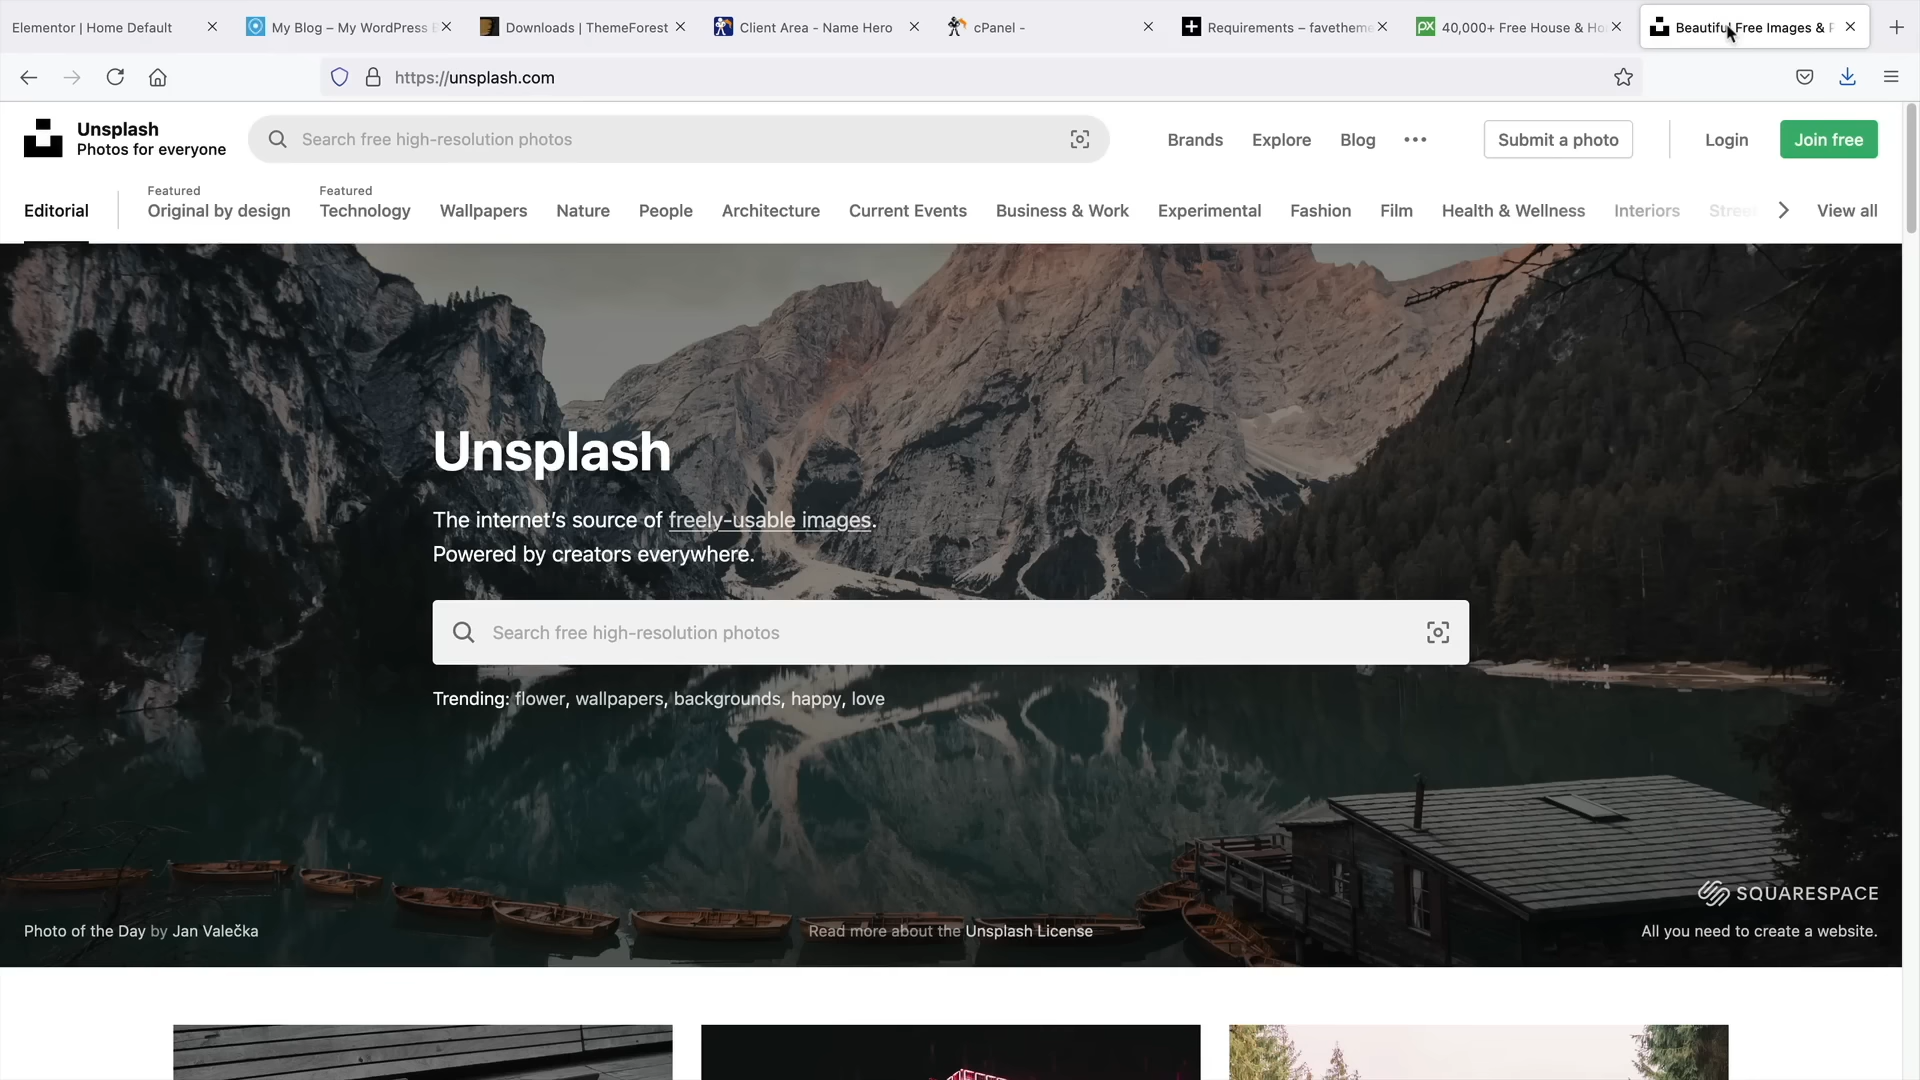 Elementor | Home Default
My Blog – My WordPress
Downloads | ThemeForest
Client Area - Name Hero
cPanel -
Requirements – favetheme
40,000+ Free House & Ho
Beautiful Free Images & P
https://unsplash.com
Unsplash
Photos for everyone
Search free high-resolution photos
Brands
Explore
Blog
Submit a photo
Login
Join free
Editorial
Featured
Original by design
Featured
Technology
Wallpapers
Nature
People
Architecture
Current Events
Business & Work
Experimental
Fashion
Film
Health & Wellness
Interiors
Street
View all
Unsplash
The internet's source of freely-usable images.
Powered by creators everywhere.
Search free high-resolution photos
Trending: flower, wallpapers, backgrounds, happy, love
SQUARESPACE
Photo of the Day by Jan Valečka
Read more about the Unsplash License
All you need to create a website.